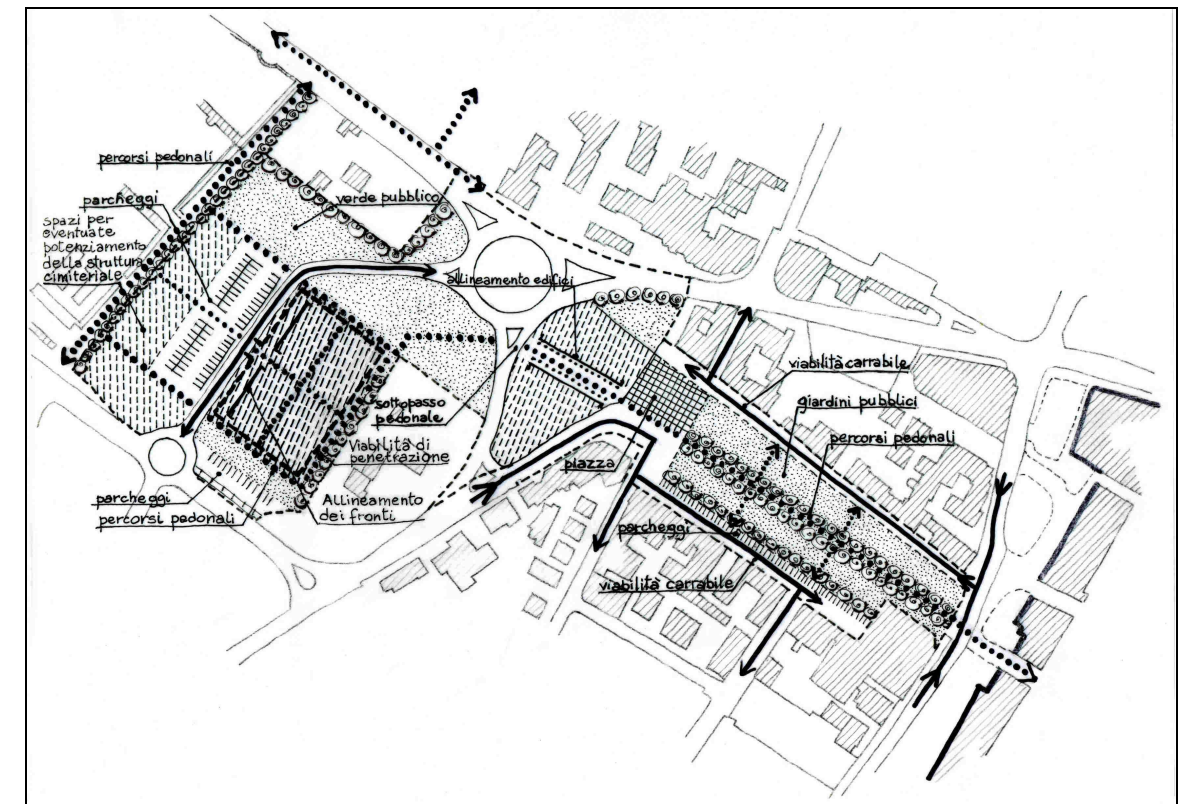 percorsi pedonali
parcheggi
verde pubblico
spazi per
eventuate
potenziamento
della struttura
cimiteriale
allineamento edifici
viabilità carrabile
giardini pubblici
sottopasso
pedonale
percorsi pedonali
Viabilità di
penetrazione
piazza
parcheggi
percorsi pedonali
Allineamento
dei fronti
parcheggi
viabilità carrabile